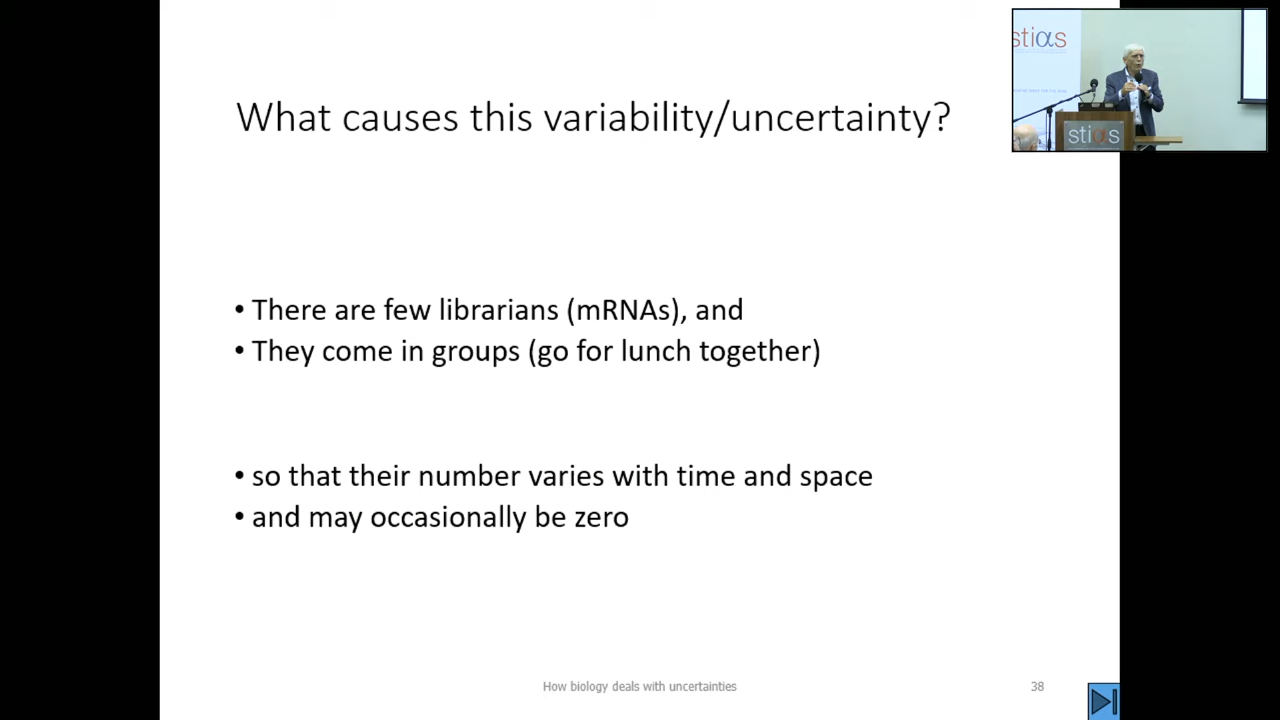 What causes this variability/uncertainty?
stiαs
stiαs
• There are few librarians (mRNAs), and
• They come in groups (go for lunch together)
• so that their number varies with time and space
• and may occasionally be zero
How biology deals with uncertainties
38